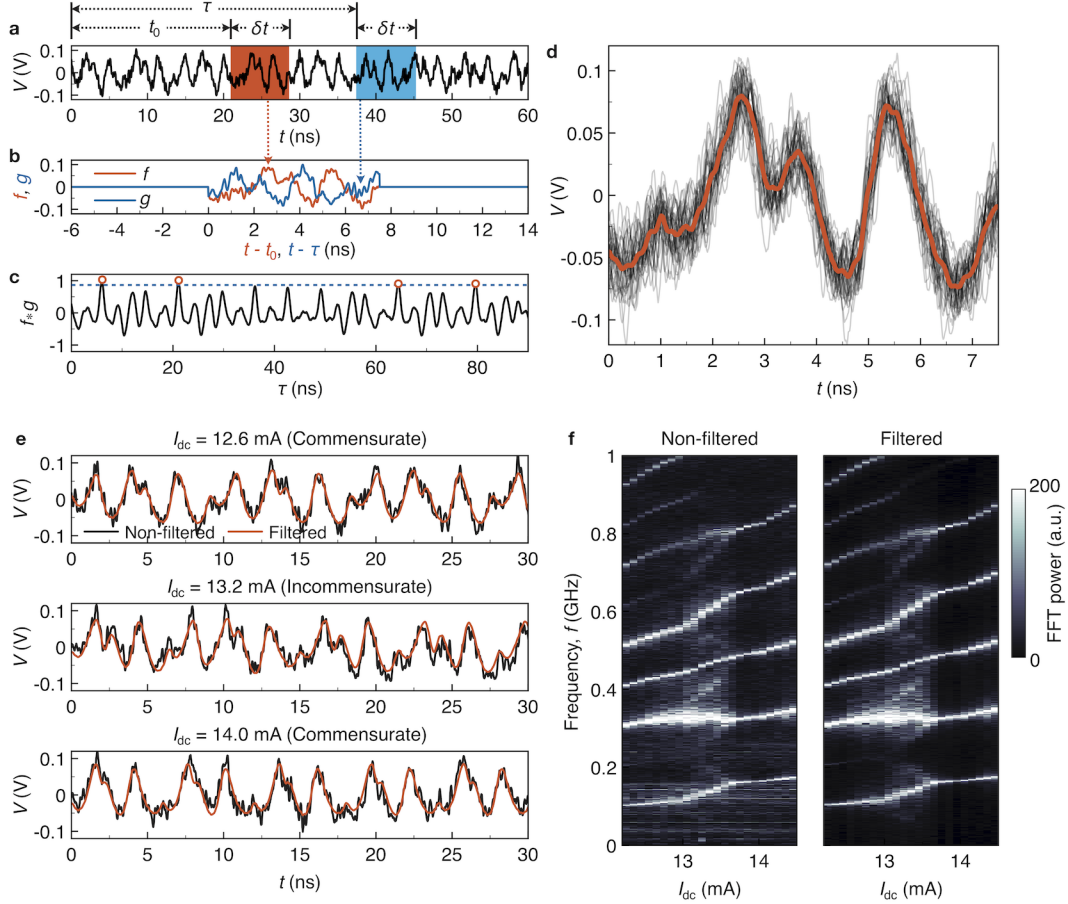 τ
t₀ δt δt
a
V (V)
0.1
0
-0.1
0 10 20 30 40 50 60
t (ns)
b
f, g
0.1
0
-0.1
f
g
-6 -4 -2 0 2 4 6 8 10 12 14
t - t₀, t - τ (ns)
c
f*g
1
0
1
0 20 40 60 80
τ (ns)
d
V (V)
0.1
0.05
0
-0.05
-0.1
0 1 2 3 4 5 6 7
t (ns)
e
I_dc = 12.6 mA (Commensurate)
V (V)
0.1
0
-0.1
Non-filtered Filtered
0 5 10 15 20 25 30
I_dc = 13.2 mA (Incommensurate)
V (V)
0.1
0
-0.1
0 5 10 15 20 25 30
I_dc = 14.0 mA (Commensurate)
V (V)
0.1
0
-0.1
0 5 10 15 20 25 30
t (ns)
f
Non-filtered Filtered
Frequency, f (GHz)
1
0.8
0.6
0.4
0.2
0
13 14 13 14
I_dc (mA) I_dc (mA)
200
0
FFT power (a.u.)